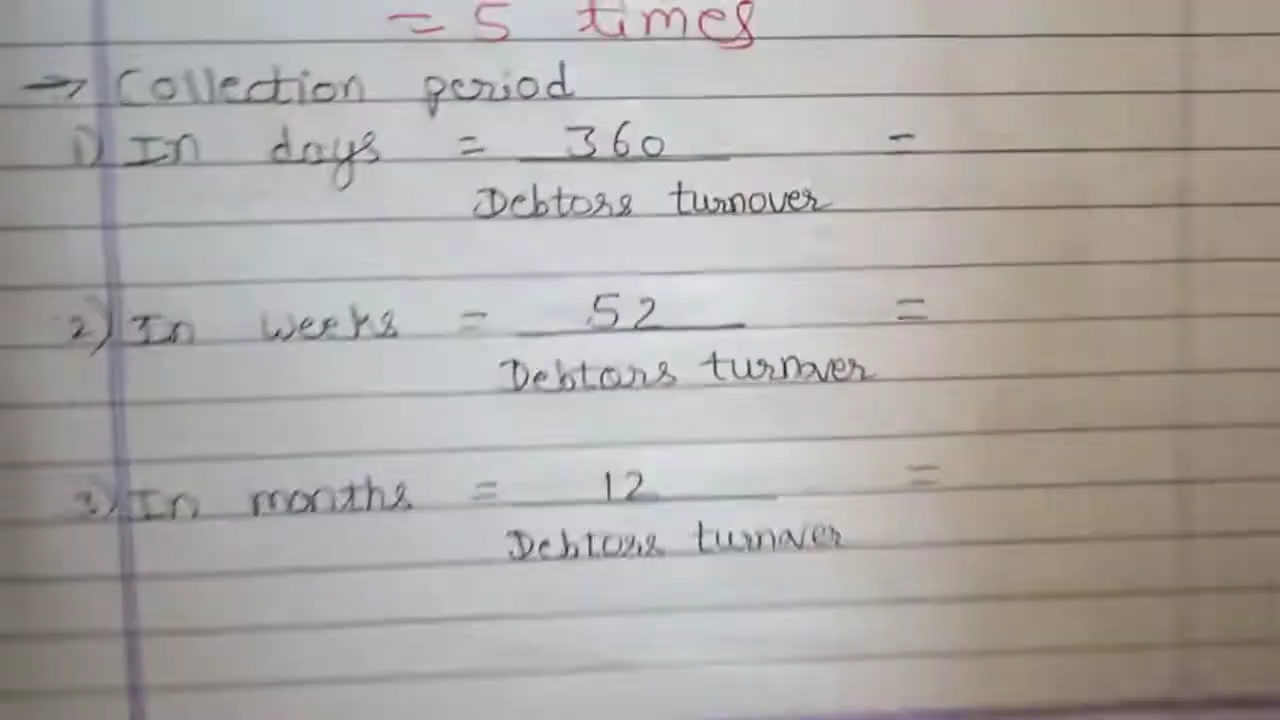 = 5 times
→ Collection period
1) In days = 360 -
Debtors turnover
2) In weeks = 52 =
Debtors turnover
3) In months = 12 =
Debtors turnover